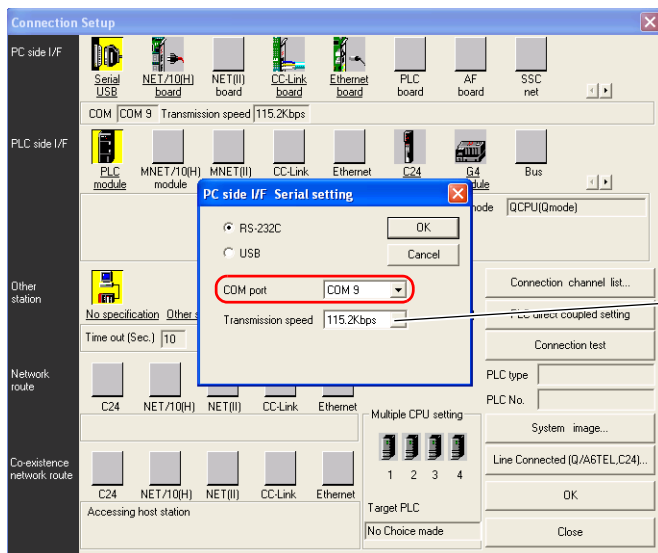 Connection Setup
PC side I/F
Serial USB
NET/10(H) board
NET(II) board
CC-Link board
Ethernet board
PLC board
AF board
SSC net
COM COM 9 Transmission speed 115.2Kbps
PLC side I/F
PLC module
MNET/10(H) module
MNET(II)
CC-Link
Ethernet
C24
G4
Bus
dule
ode QCPU(Qmode)
PC side I/F Serial setting
RS-232C
OK
USB
Cancel
COM port COM 9
Transmission speed 115.2Kbps
Other station
No specification Other s
Time out (Sec.) 10
Connection channel list...
PLC direct coupled setting
Connection test
PLC type
PLC No.
System image...
Line Connected (Q/A6TEL,C24)...
OK
Close
Network route
C24 NET/10(H) NET(II) CC-Link Ethernet
Multiple CPU setting
1 2 3 4
Target PLC
No Choice made
Co-existence network route
C24 NET/10(H) NET(II) CC-Link Ethernet
Accessing host station